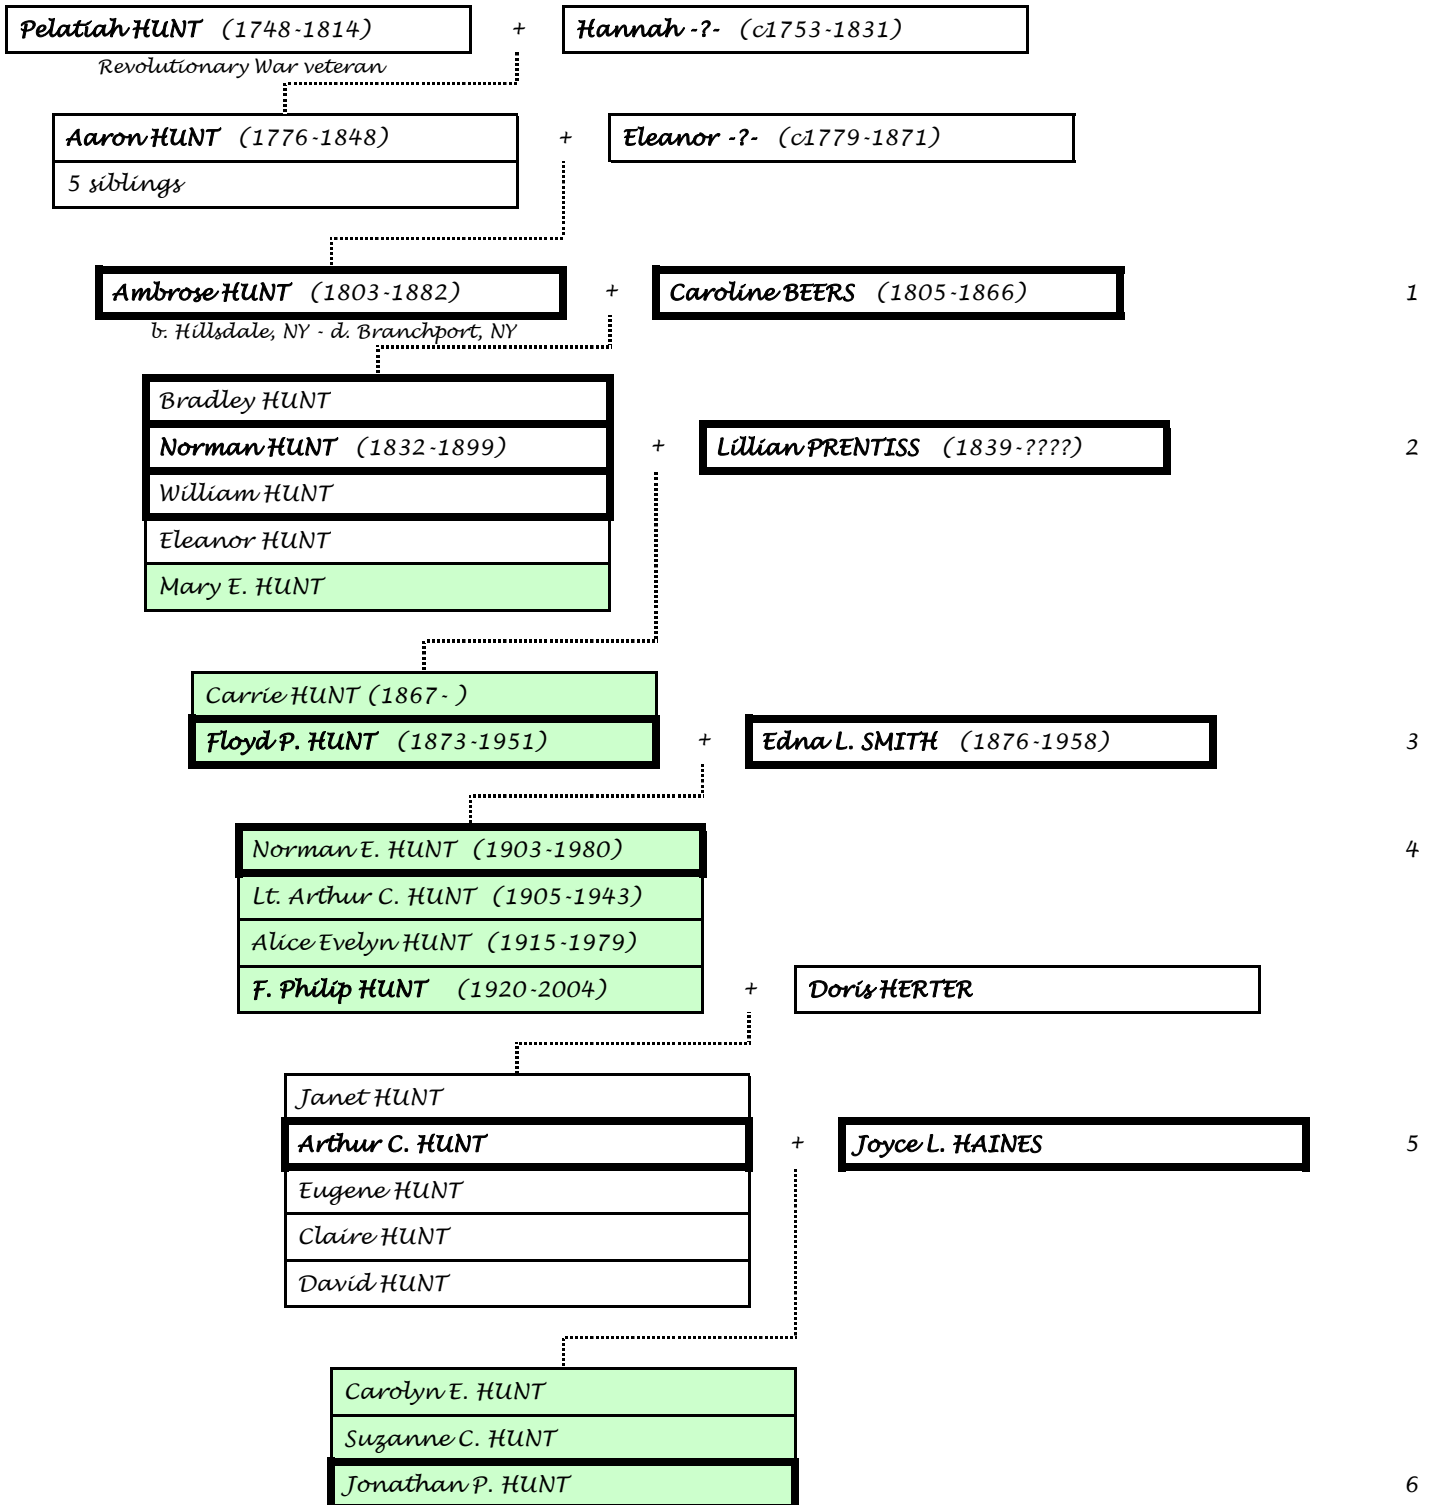 Pelatiah HUNT (1748-1814) + Hannah -?- (c1753-1831)
Revolutionary War veteran
Aaron HUNT (1776-1848) + Eleanor -?- (c1779-1871)
5 siblings
Ambrose HUNT (1803-1882) + Caroline BEERS (1805-1866) 1
b. Hillsdale, NY - d. Branchport, NY
Bradley HUNT
Norman HUNT (1832-1899) + Lillian PRENTISS (1839-????) 2
William HUNT
Eleanor HUNT
Mary E. HUNT
Carrie HUNT (1867- )
Floyd P. HUNT (1873-1951) + Edna L. SMITH (1876-1958) 3
Norman E. HUNT (1903-1980) 4
Lt. Arthur C. HUNT (1905-1943)
Alice Evelyn HUNT (1915-1979)
F. Philip HUNT (1920-2004) + Doris HERTER
Janet HUNT
Arthur C. HUNT + Joyce L. HAINES 5
Eugene HUNT
Claire HUNT
David HUNT
Carolyn E. HUNT
Suzanne C. HUNT
Jonathan P. HUNT 6